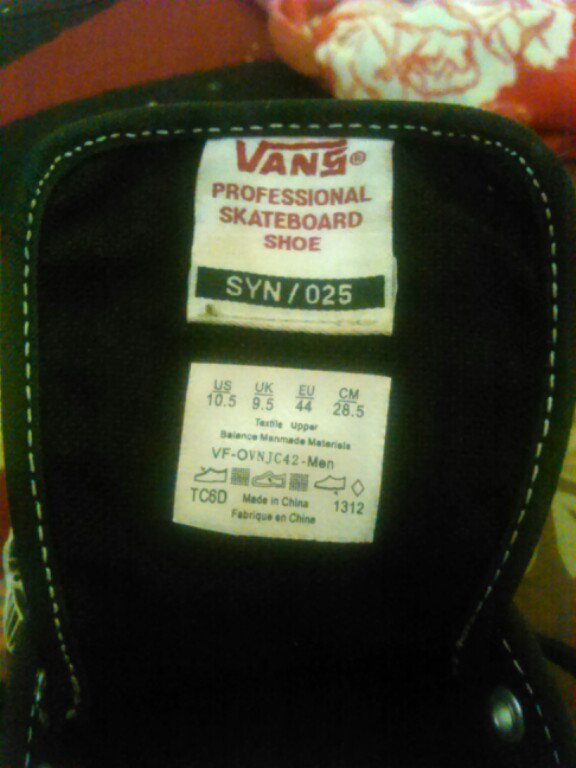 VANS®
PROFESSIONAL
SKATEBOARD
SHOE
SYN / 025
US UK EU CM
10.5 9.5 44 28.5
Textile upper
Balance Manmade Materials
VF-OVNJC42-Men
TC6D Made in China 1312
Fabrique en Chine